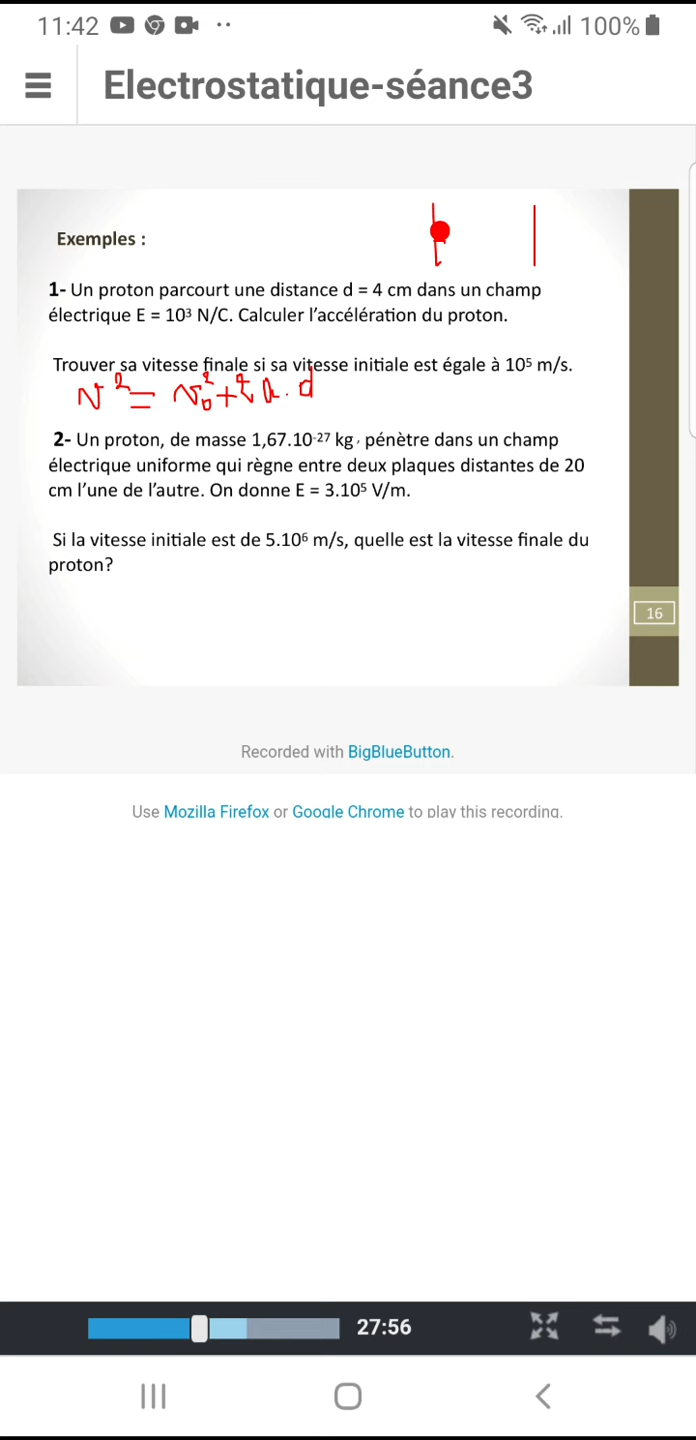 11:42 100%
Electrostatique-séance3
Exemples :
1- Un proton parcourt une distance d = 4 cm dans un champ
électrique E = 10³ N/C. Calculer l’accélération du proton.
Trouver sa vitesse finale si sa vitesse initiale est égale à 10⁵ m/s.
v² = v₀² + 2 a . d
2- Un proton, de masse 1,67.10⁻²⁷ kg, pénètre dans un champ
électrique uniforme qui règne entre deux plaques distantes de 20
cm l’une de l’autre. On donne E = 3.10⁵ V/m.
Si la vitesse initiale est de 5.10⁶ m/s, quelle est la vitesse finale du
proton?
16
Recorded with BigBlueButton.
Use Mozilla Firefox or Google Chrome to play this recording.
27:56